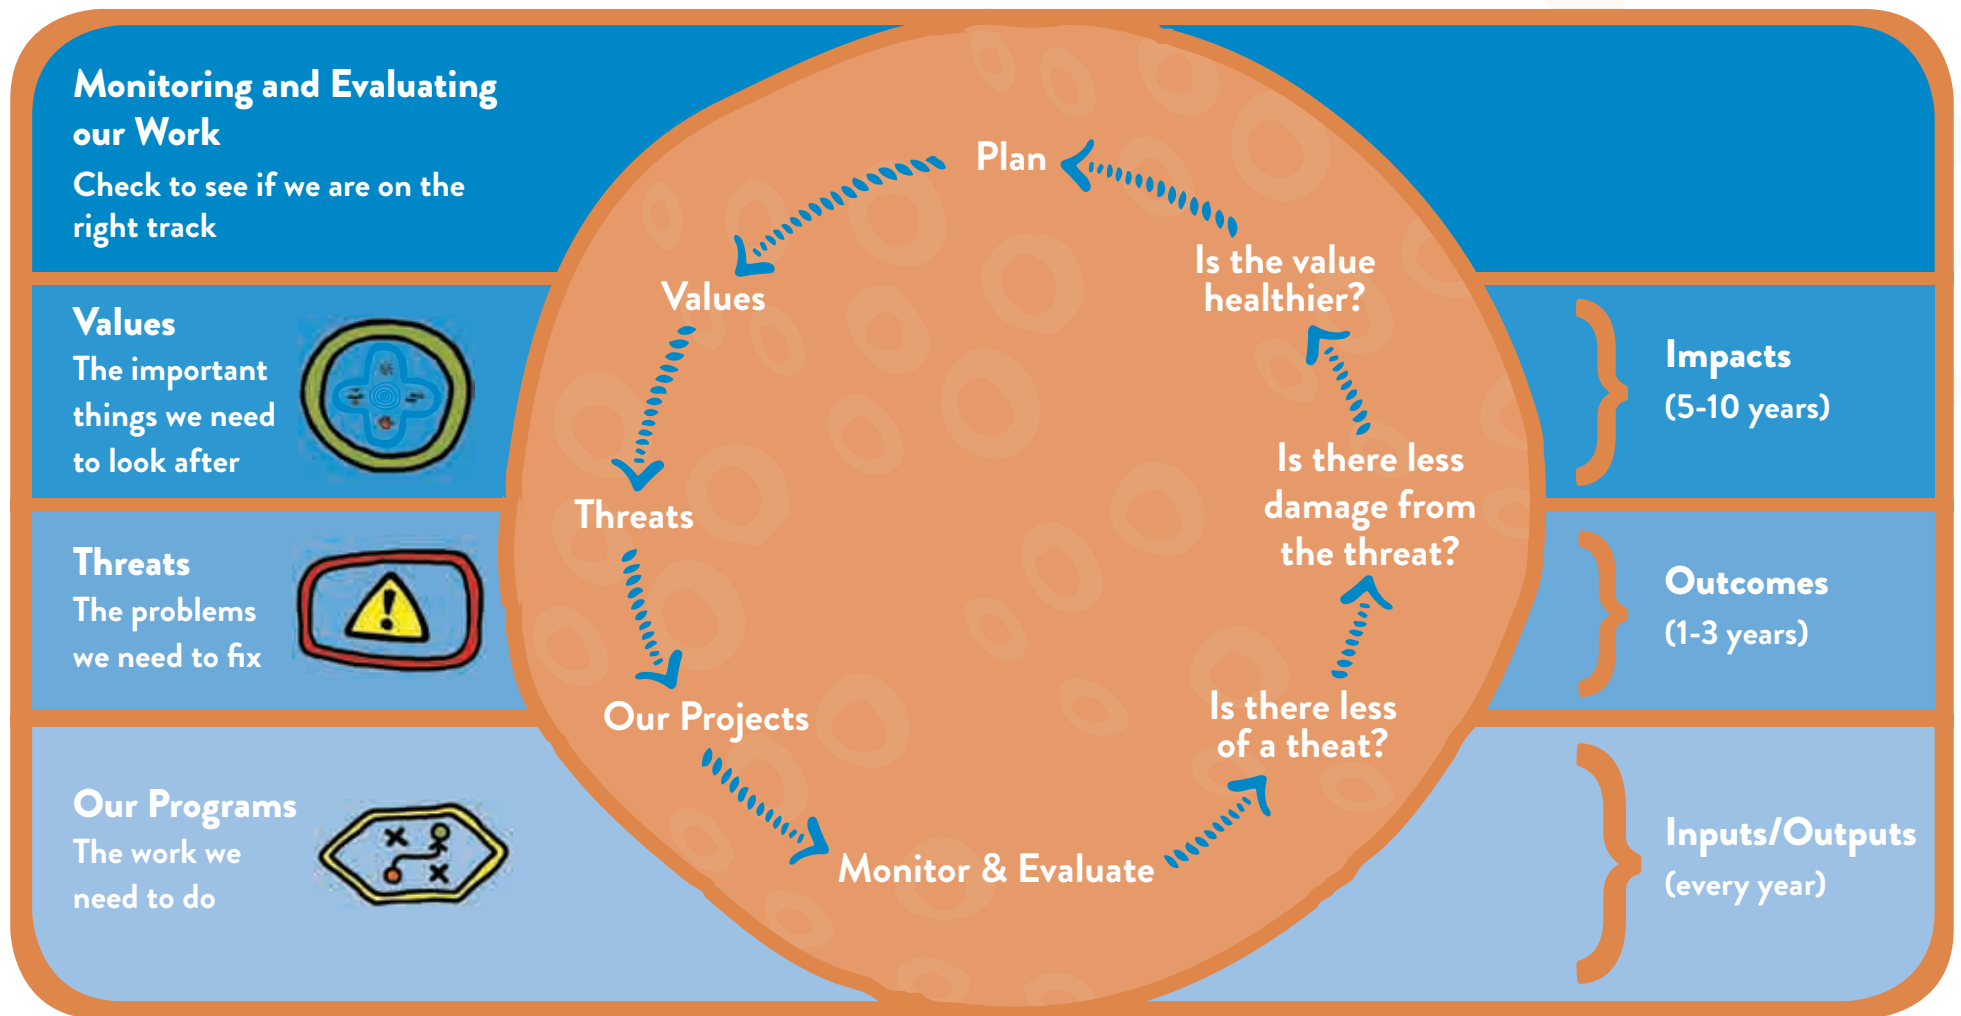 Monitoring and Evaluating
our Work
Check to see if we are on the
right track
Values
The important
things we need
to look after
Threats
The problems
we need to fix
Our Programs
The work we
need to do
Plan
Values
Threats
Our Projects
Monitor & Evaluate
Is there less
of a theat?
Is there less
damage from
the threat?
Is the value
healthier?
Impacts
(5-10 years)
Outcomes
(1-3 years)
Inputs/Outputs
(every year)